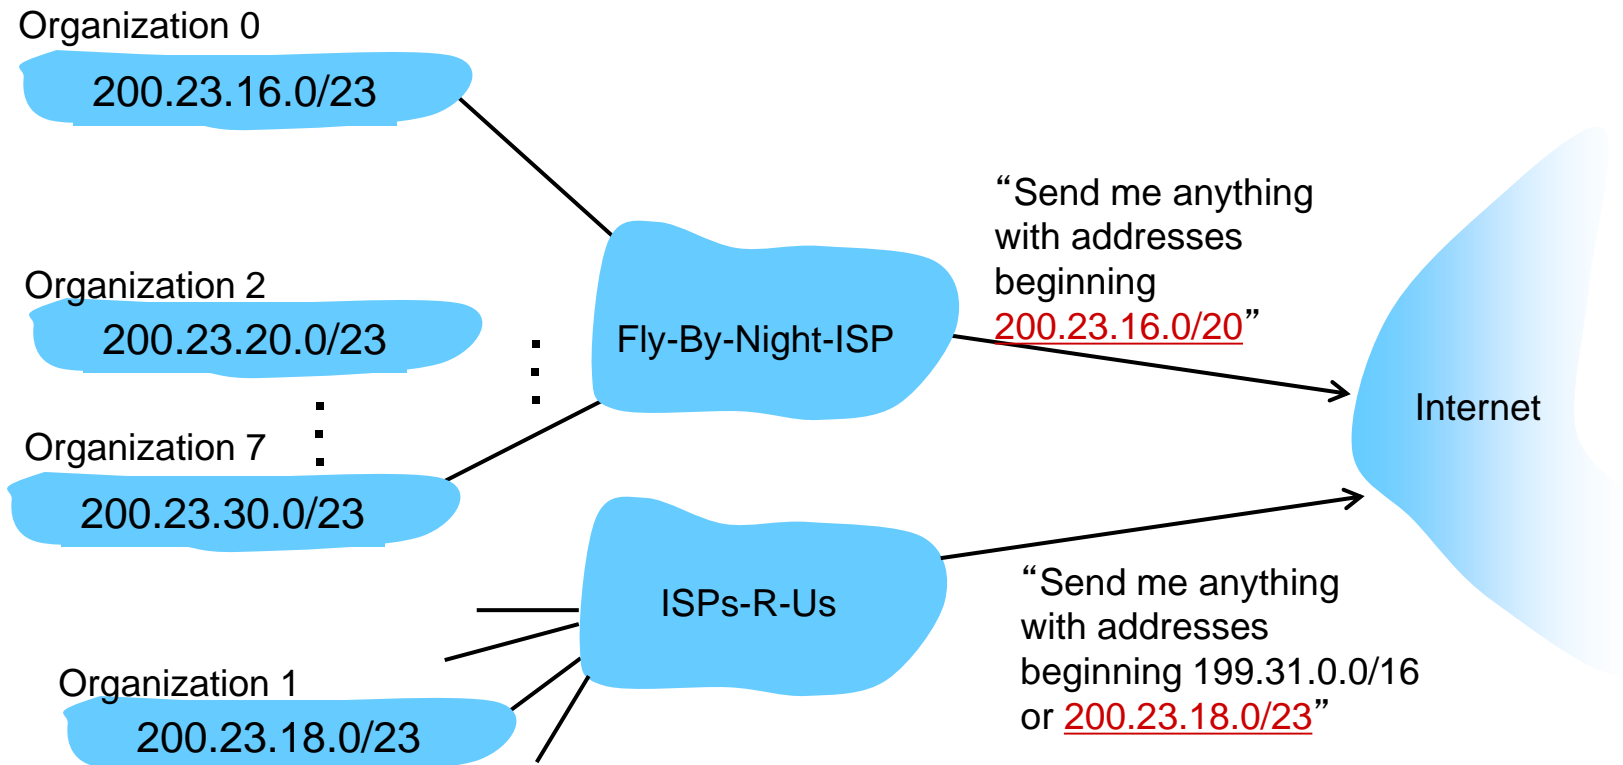 Organization 0
200.23.16.0/23
Organization 2
200.23.20.0/23
Organization 7
200.23.30.0/23
Organization 1
200.23.18.0/23
Fly-By-Night-ISP
ISPs-R-Us
“Send me anything
with addresses
beginning
200.23.16.0/20”
“Send me anything
with addresses
beginning 199.31.0.0/16
or 200.23.18.0/23”
Internet